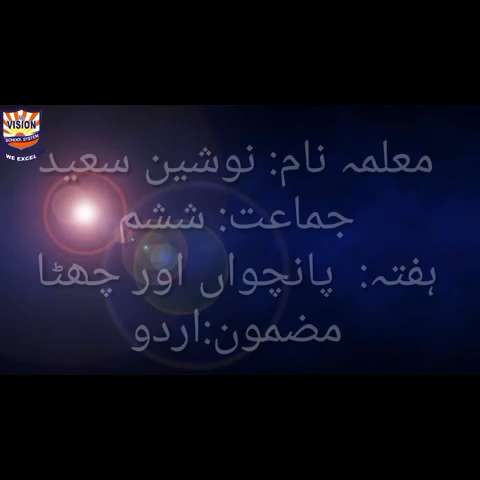 VISION
SCHOOL SYSTEM
WE EXCEL
معلمہ نام: نوشین سعید
جماعت: ششم
ہفتہ: پانچواں اور چھٹا
مضمون:اردو